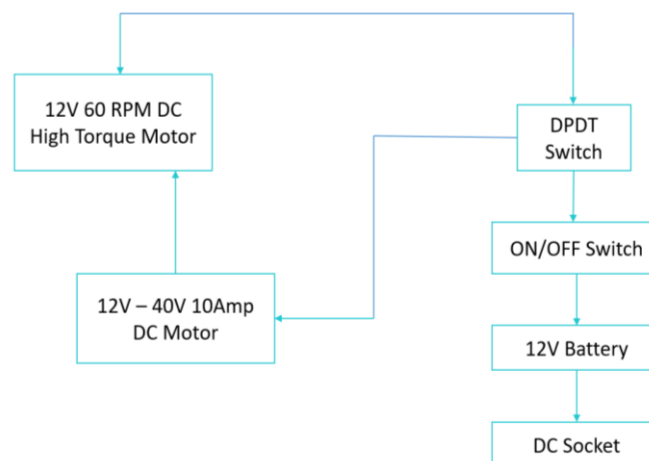 12V 60 RPM DC
High Torque Motor
DPDT
Switch
ON/OFF Switch
12V – 40V 10Amp
DC Motor
12V Battery
DC Socket